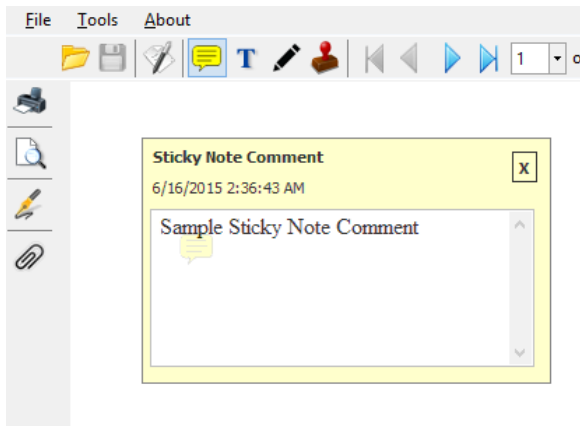 File Tools About
T 1 o
Sticky Note Comment
x
6/16/2015 2:36:43 AM
Sample Sticky Note Comment